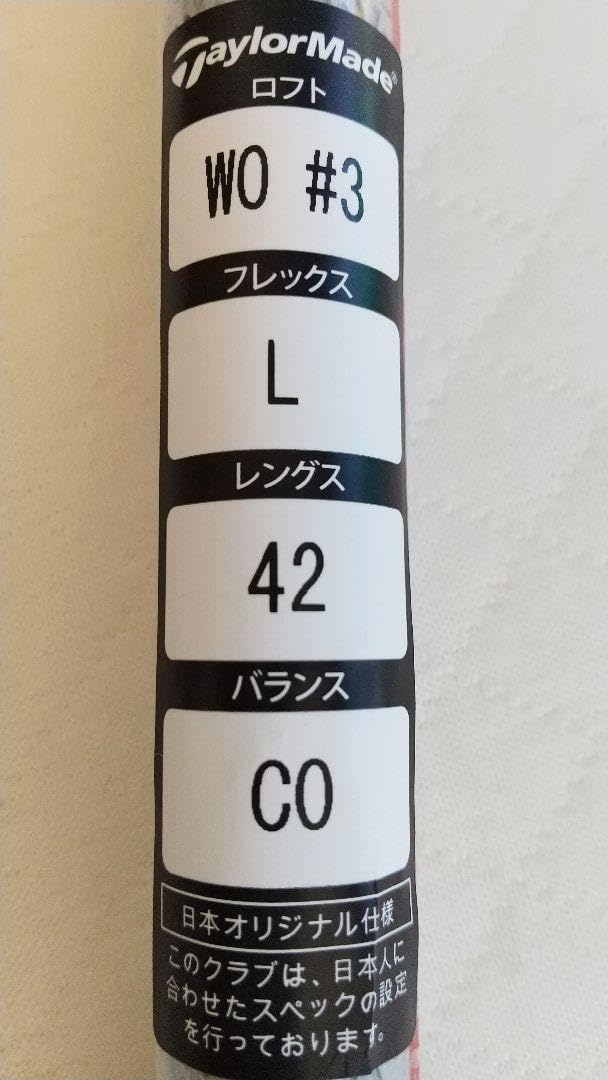 TaylorMade®
ロフト
WO #3
フレックス
L
レングス
42
バランス
C0
日本オリジナル仕様
このクラブは、日本人に
合わせたスペックの設定
を行っております。